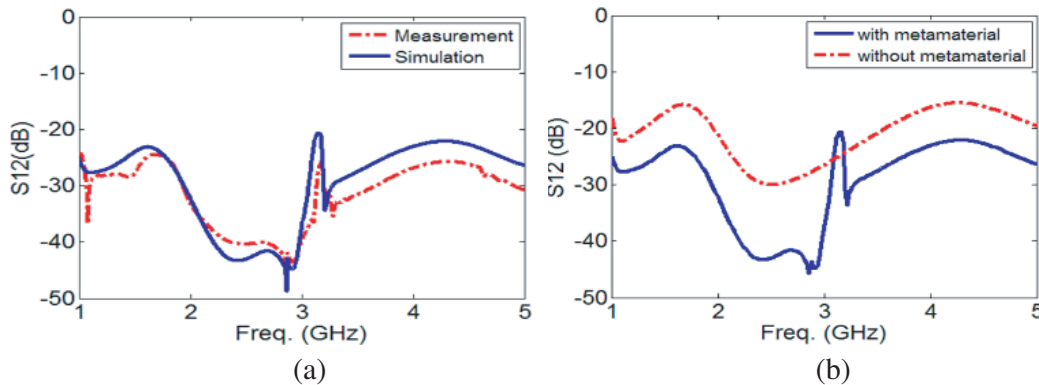 0
-10
-20
-30
-40
-50
S12(dB)
1 2 3 4 5
Freq. (GHz)
Measurement
Simulation
(a)
0
-10
-20
-30
-40
-50
S12 (dB)
1 2 3 4 5
Freq. (GHz)
with metamaterial
without metamaterial
(b)